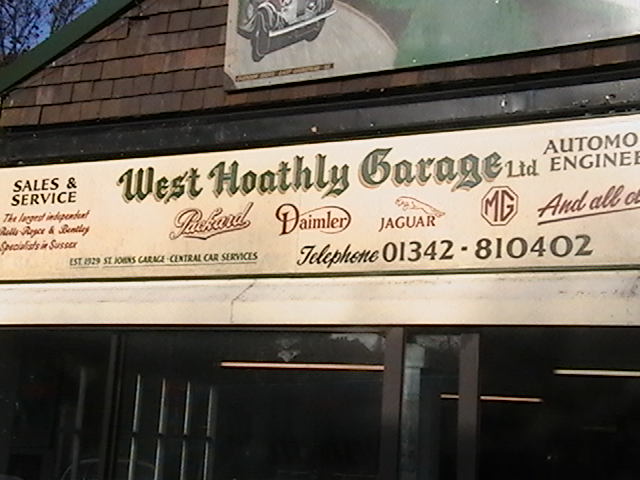 SALES &
SERVICE
The largest independent
Rolls-Royce & Bentley
Specialists in Sussex
West Hoathly Garage Ltd
Packard
Daimler
JAGUAR
MG
EST. 1929 ST. JOHNS GARAGE - CENTRAL CAR SERVICES
Telephone 01342 - 810402
AUTOMO
ENGINEE
And all